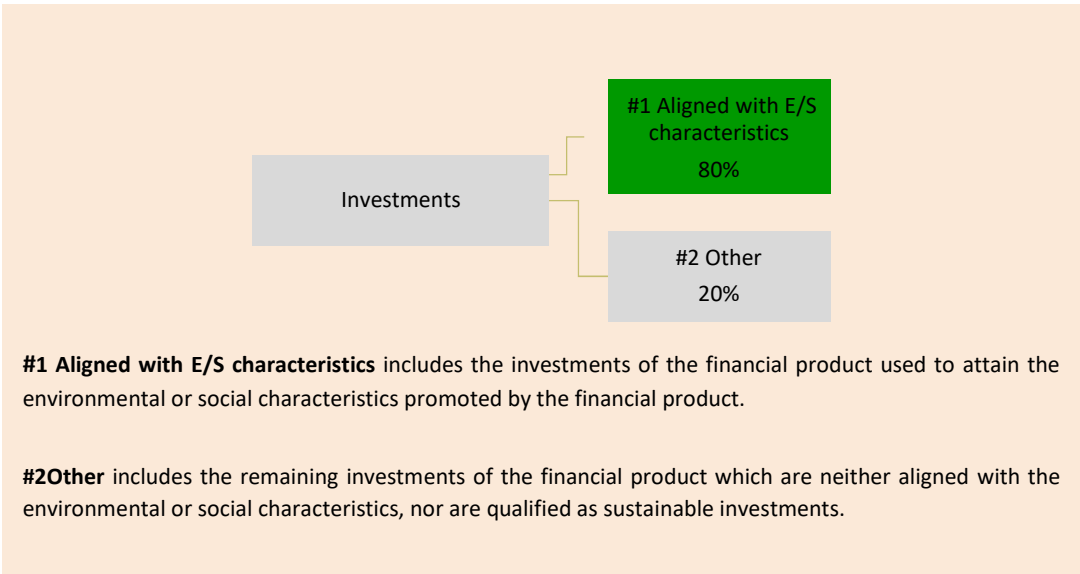 #1 Aligned with E/S
characteristics
80%
Investments
#2 Other
20%
#1 Aligned with E/S characteristics includes the investments of the financial product used to attain the
environmental or social characteristics promoted by the financial product.
#2Other includes the remaining investments of the financial product which are neither aligned with the
environmental or social characteristics, nor are qualified as sustainable investments.